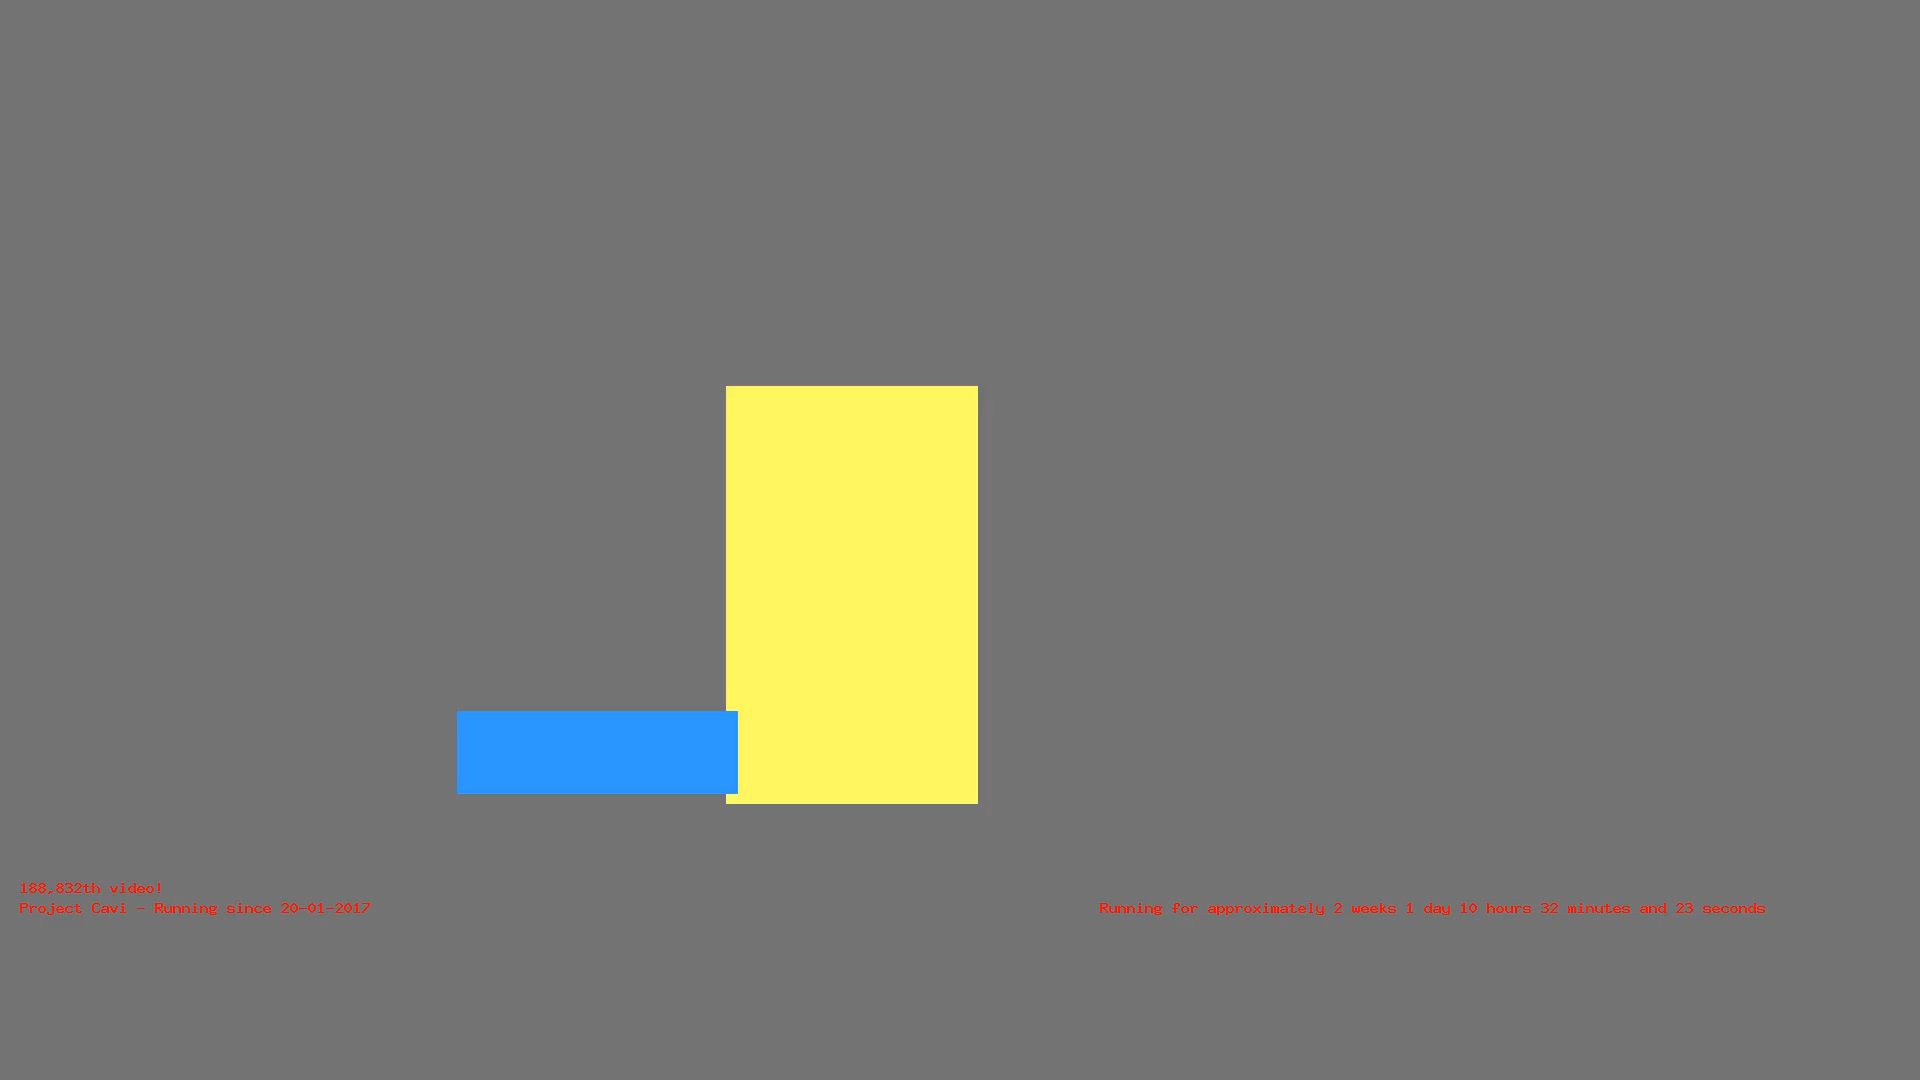 188,832th video!
Project Cavi - Running since 20-01-2017
Running for approximately 2 weeks 1 day 10 hours 32 minutes and 23 seconds